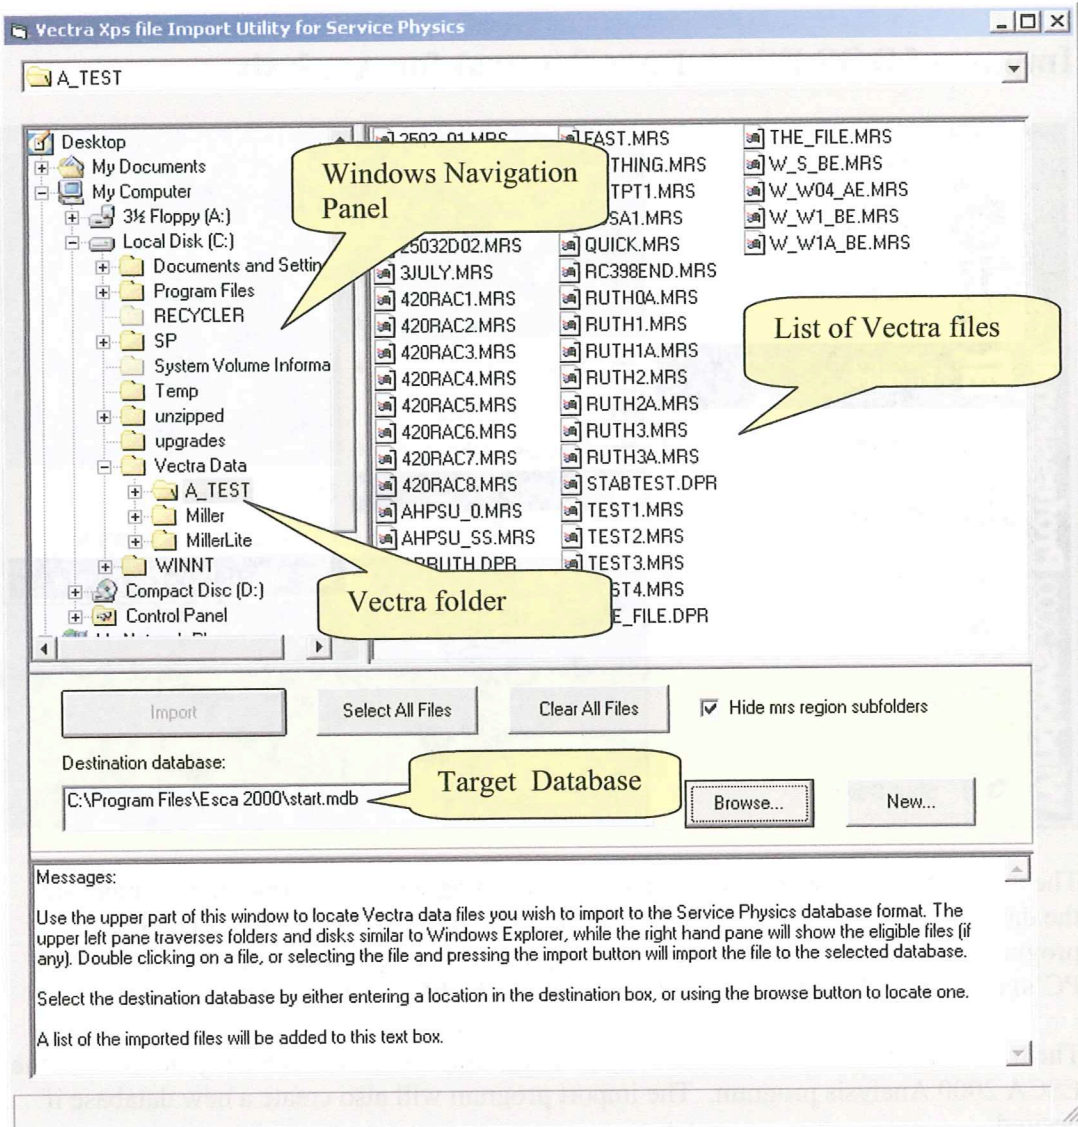 Vectra Xps file Import Utility for Service Physics
A_TEST
Desktop
My Documents
My Computer
3½ Floppy (A:)
Local Disk (C:)
Documents and Settin
Program Files
RECYCLER
SP
System Volume Informa
Temp
unzipped
upgrades
Vectra Data
A_TEST
Miller
MillerLite
WINNT
Compact Disc (D:)
Control Panel
Windows Navigation
Panel
2503_01.MRS
25032D02.MRS
3JULY.MRS
420RAC1.MRS
420RAC2.MRS
420RAC3.MRS
420RAC4.MRS
420RAC5.MRS
420RAC6.MRS
420RAC7.MRS
420RAC8.MRS
AHPSU_0.MRS
AHPSU_SS.MRS
FAST.MRS
THING.MRS
TPT1.MRS
SA1.MRS
QUICK.MRS
RC398END.MRS
RUTH0A.MRS
RUTH1.MRS
RUTH1A.MRS
RUTH2.MRS
RUTH2A.MRS
RUTH3.MRS
RUTH3A.MRS
STABTEST.DPR
TEST1.MRS
TEST2.MRS
TEST3.MRS
ST4.MRS
E_FILE.DPR
THE_FILE.MRS
W_S_BE.MRS
W_W04_AE.MRS
W_W1_BE.MRS
W_W1A_BE.MRS
List of Vectra files
Vectra folder
Import
Select All Files
Clear All Files
Hide mrs region subfolders
Destination database:
Target Database
C:\Program Files\Esca 2000\start.mdb
Browse...
New...
Messages:
Use the upper part of this window to locate Vectra data files you wish to import to the Service Physics database format. The
upper left pane traverses folders and disks similar to Windows Explorer, while the right hand pane will show the eligible files (if
any). Double clicking on a file, or selecting the file and pressing the import button will import the file to the selected database.
Select the destination database by either entering a location in the destination box, or using the browse button to locate one.
A list of the imported files will be added to this text box.